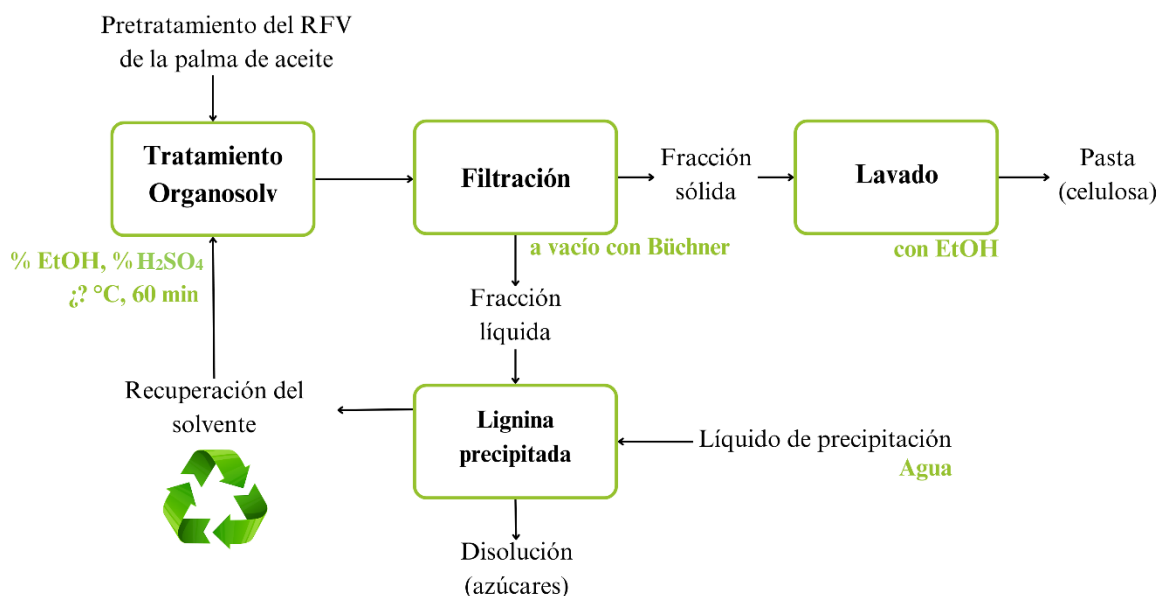 Pretratamiento del RFV
de la palma de aceite
Tratamiento
Organosolv
% EtOH, % H₂SO₄
¿? °C, 60 min
Filtración
a vacío con Büchner
Fracción
sólida
Lavado
con EtOH
Pasta
(celulosa)
Fracción
líquida
Recuperación del
solvente
Lignina
precipitada
Líquido de precipitación
Agua
Disolución
(azúcares)